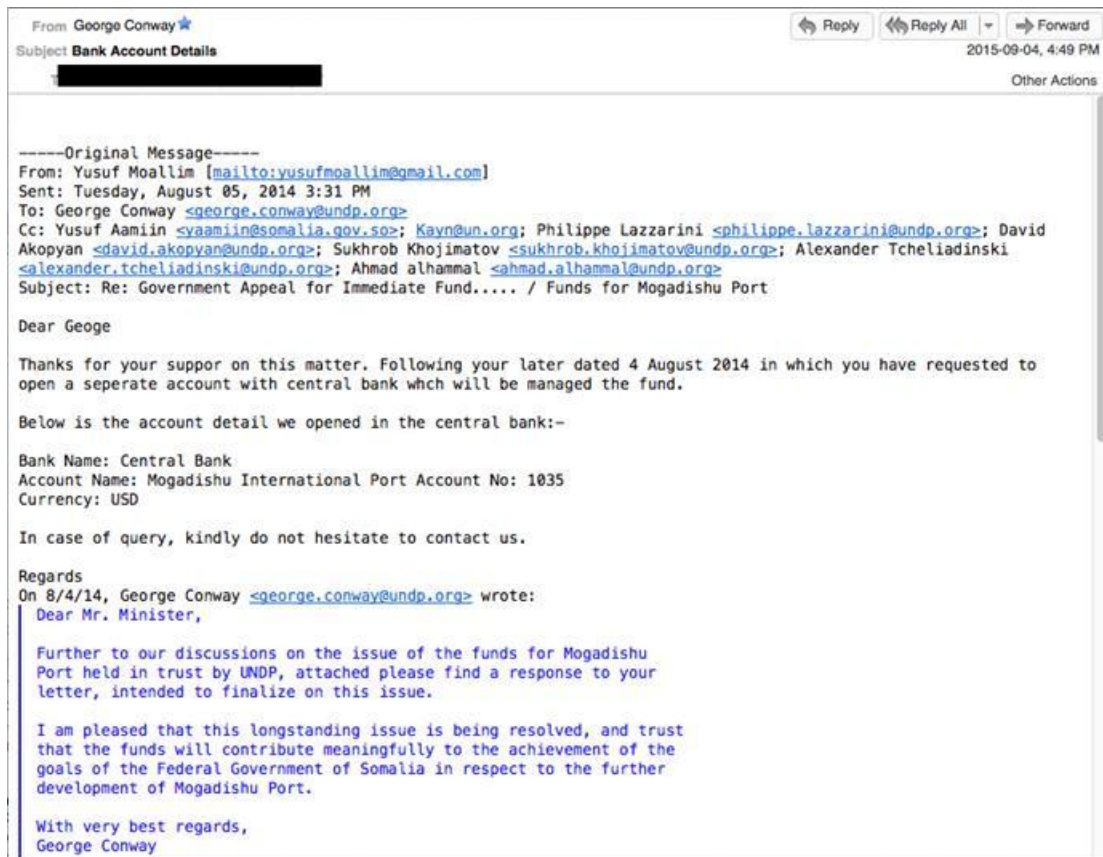 From George Conway
Reply Reply All Forward
Subject Bank Account Details
2015-09-04, 4:49 PM
Other Actions
-----Original Message-----
From: Yusuf Moallim [mailto:yusufmoallim@gmail.com]
Sent: Tuesday, August 05, 2014 3:31 PM
To: George Conway <george.conway@undp.org>
Cc: Yusuf Aamiin <yaamiin@somalia.gov.so>; Kayn@un.org; Philippe Lazzarini <philippe.lazzarini@undp.org>; David
Akopyan <david.akopyan@undp.org>; Sukhrob Khojimatov <sukhrob.khojimatov@undp.org>; Alexander Tcheliadinski
<alexander.tcheliadinski@undp.org>; Ahmad alhammal <ahmad.alhammal@undp.org>
Subject: Re: Government Appeal for Immediate Fund..... / Funds for Mogadishu Port
Dear Geoge
Thanks for your suppor on this matter. Following your later dated 4 August 2014 in which you have requested to
open a seperate account with central bank whch will be managed the fund.
Below is the account detail we opened in the central bank:-
Bank Name: Central Bank
Account Name: Mogadishu International Port Account No: 1035
Currency: USD
In case of query, kindly do not hesitate to contact us.
Regards
On 8/4/14, George Conway <george.conway@undp.org> wrote:
Dear Mr. Minister,
Further to our discussions on the issue of the funds for Mogadishu
Port held in trust by UNDP, attached please find a response to your
letter, intended to finalize on this issue.
I am pleased that this longstanding issue is being resolved, and trust
that the funds will contribute meaningfully to the achievement of the
goals of the Federal Government of Somalia in respect to the further
development of Mogadishu Port.
With very best regards,
George Conway